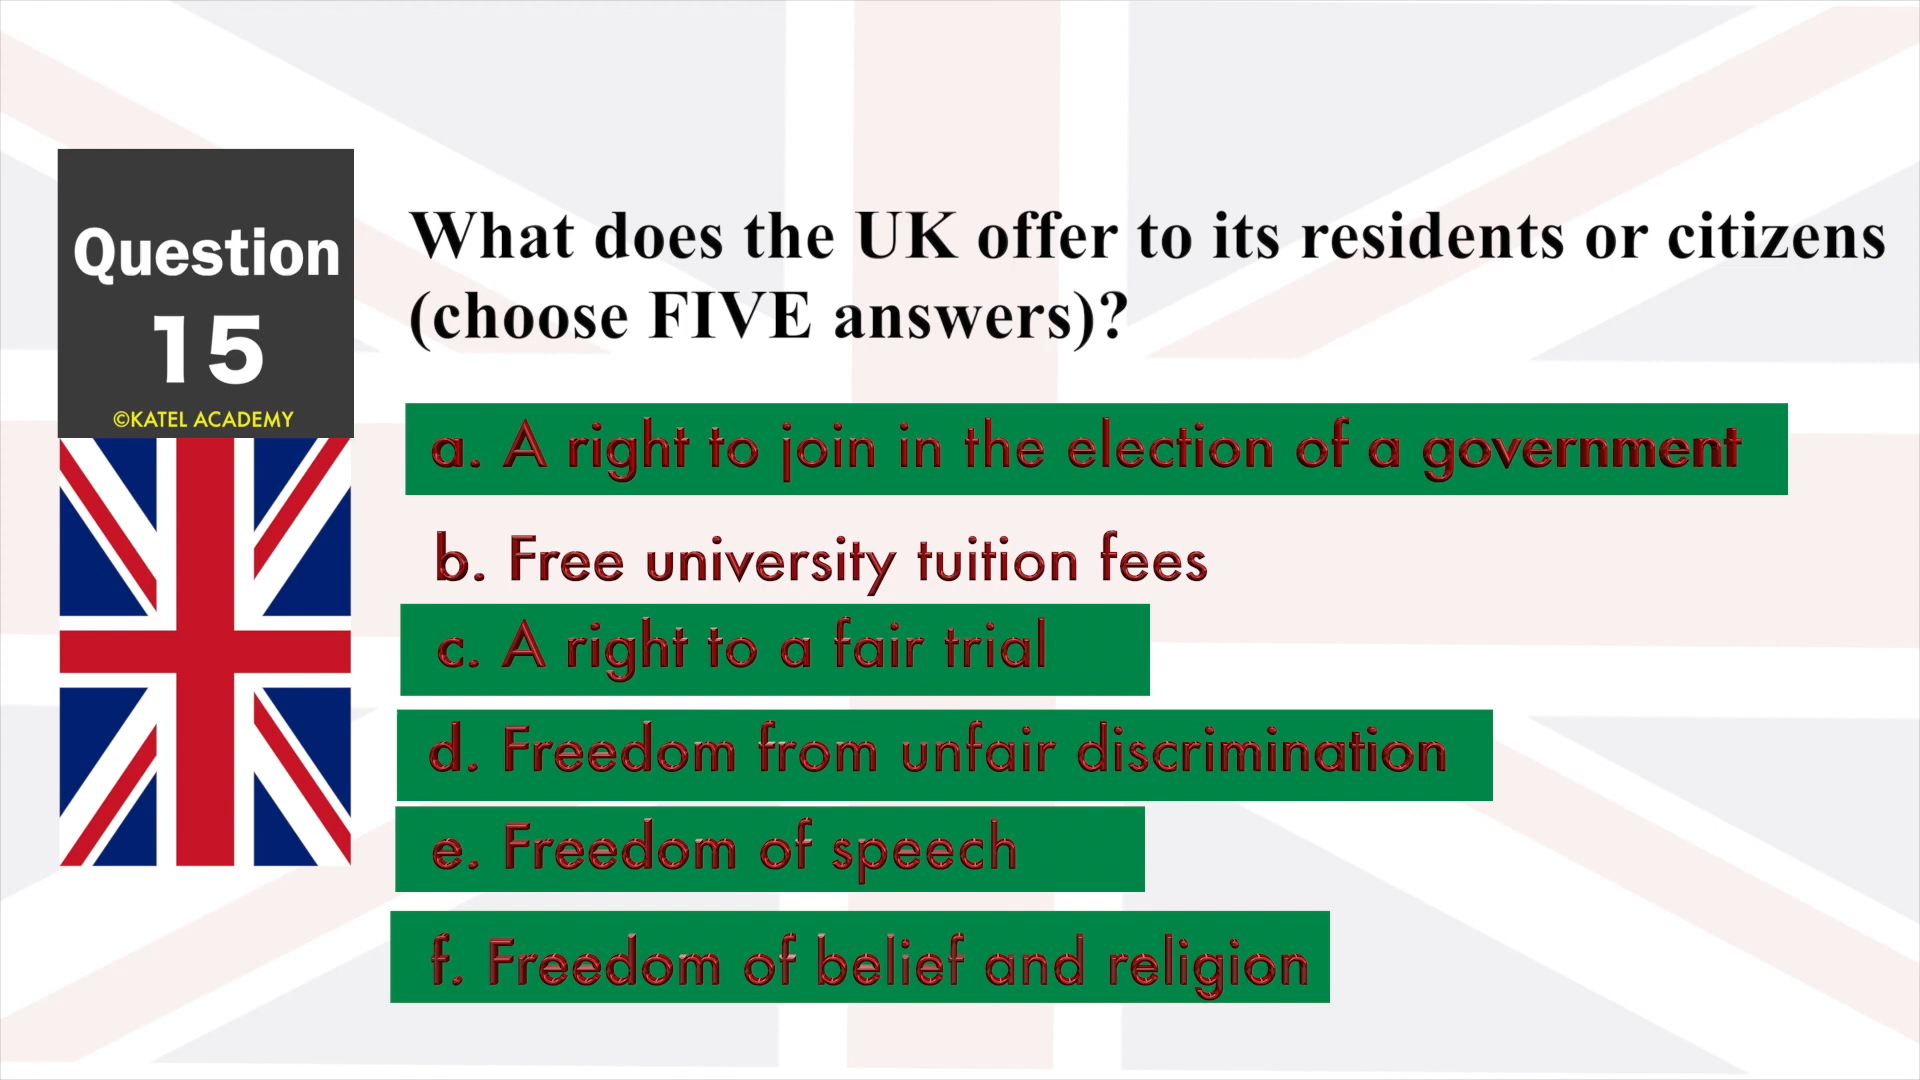 Question
15
©KATEL ACADEMY
What does the UK offer to its residents or citizens
(choose FIVE answers)?
a. A right to join in the election of a government
b. Free university tuition fees
c. A right to a fair trial
d. Freedom from unfair discrimination
e. Freedom of speech
f. Freedom of belief and religion